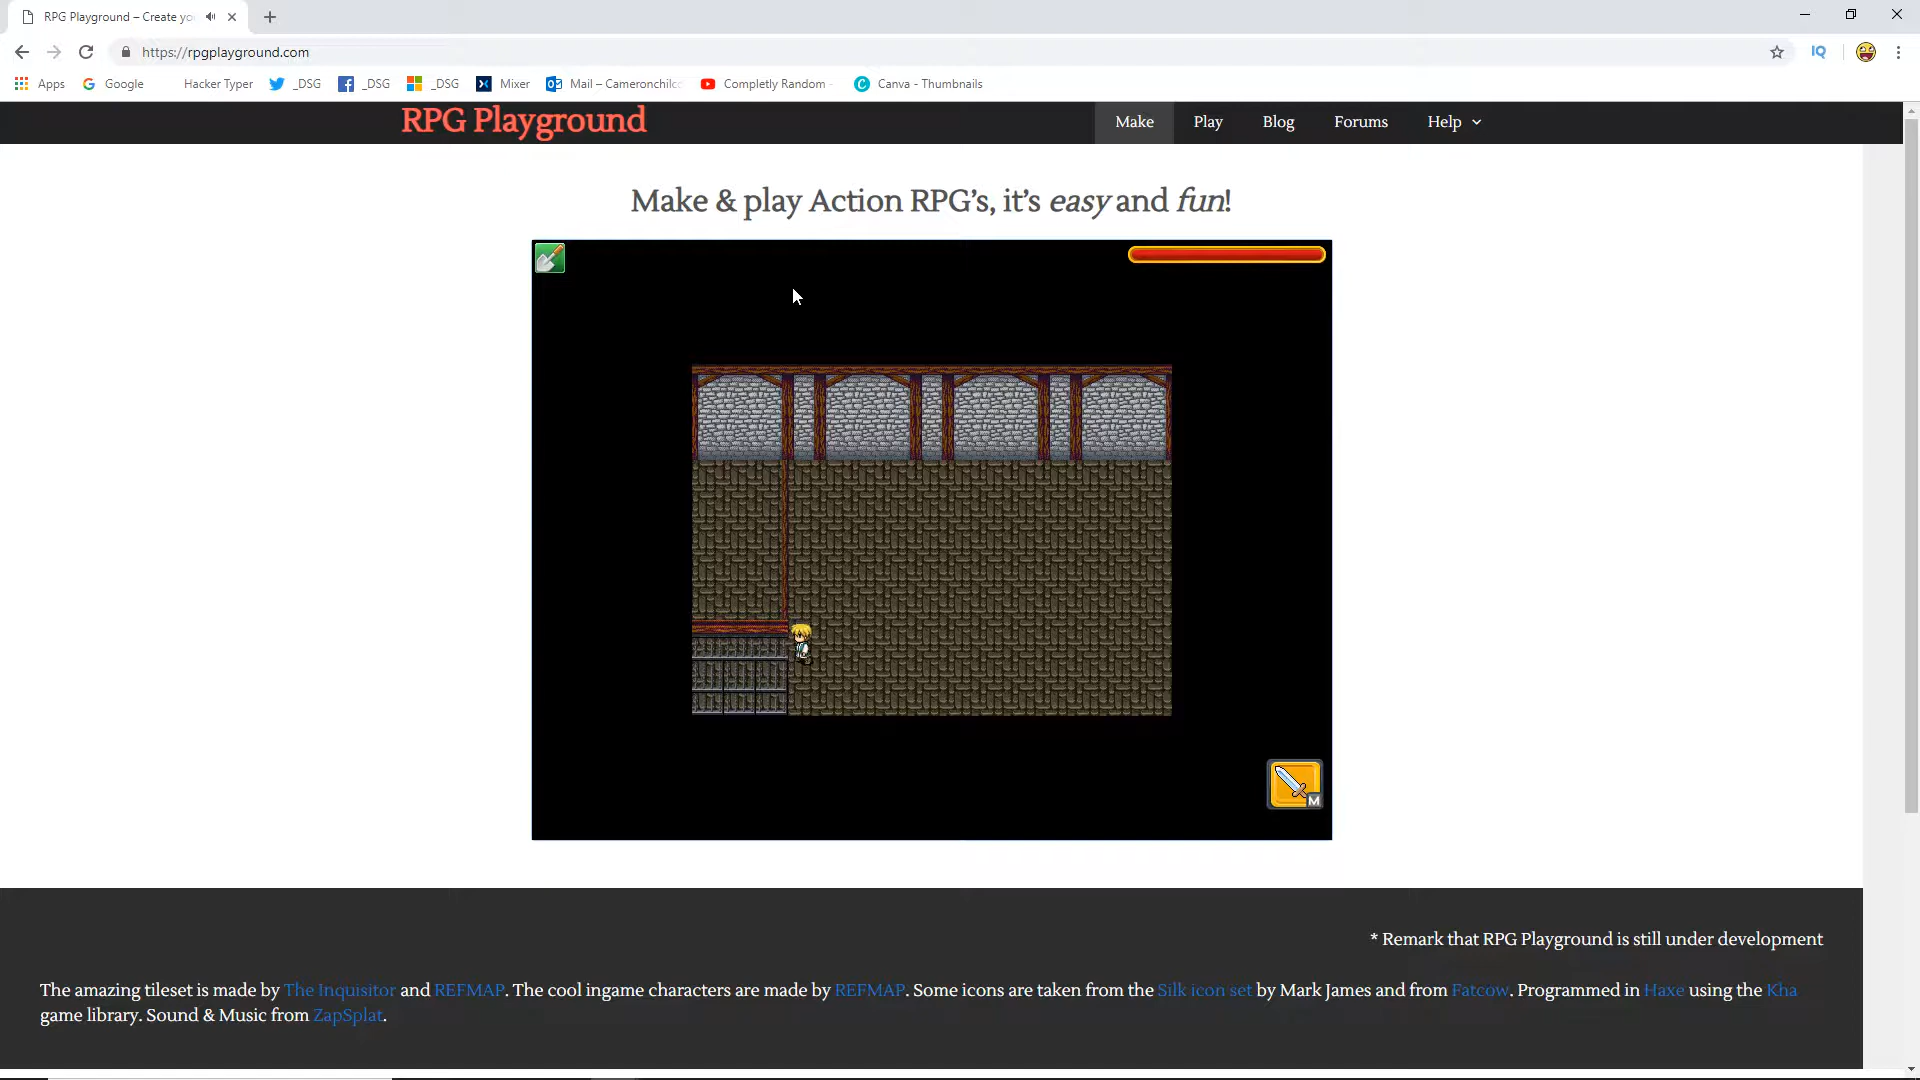 RPG Playground – Create yo
https://rpgplayground.com
Apps Google Hacker Typer _DSG _DSG _DSG Mixer Mail – Cameronchilc Completly Random - Canva - Thumbnails
RPG Playground Make Play Blog Forums Help
Make & play Action RPG’s, it’s easy and fun!
M
* Remark that RPG Playground is still under development
The amazing tileset is made by The Inquisitor and REFMAP. The cool ingame characters are made by REFMAP. Some icons are taken from the Silk icon set by Mark James and from Fatcow. Programmed in Haxe using the Kha
game library. Sound & Music from ZapSplat.